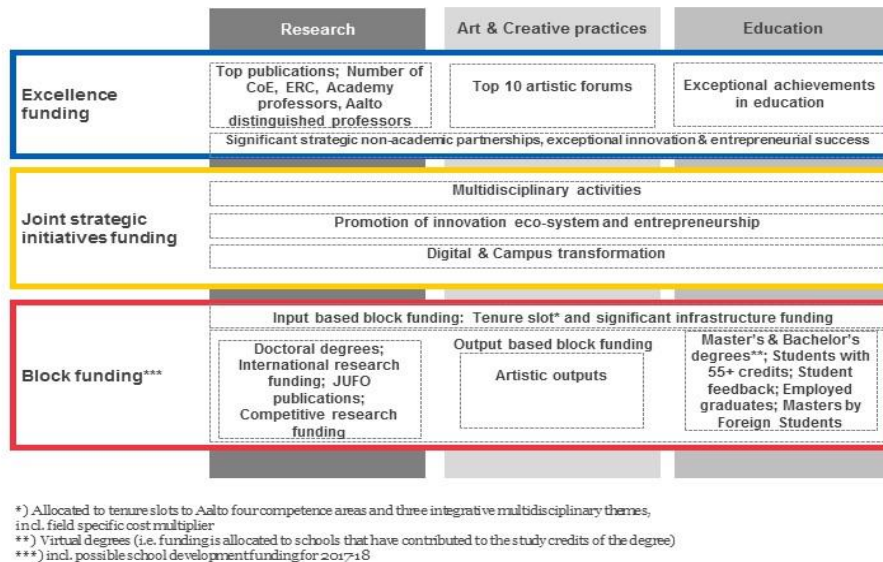 Research
Art & Creative practices
Education
Excellence
funding
Top publications; Number of
CoE, ERC, Academy
professors, Aalto
distinguished professors
Top 10 artistic forums
Exceptional achievements
in education
Significant strategic non-academic partnerships, exceptional innovation & entrepreneurial success
Joint strategic
initiatives funding
Multidisciplinary activities
Promotion of innovation eco-system and entrepreneurship
Digital & Campus transformation
Block funding***
Input based block funding: Tenure slot* and significant infrastructure funding
Output based block funding
Doctoral degrees;
International research
funding; JUFO
publications;
Competitive research
funding
Artistic outputs
Master's & Bachelor's
degrees**; Students with
55+ credits; Student
feedback; Employed
graduates; Masters by
Foreign Students
*) Allocated to tenure slots to Aalto four competence areas and three integrative multidisciplinary themes,
incl. field specific cost multiplier
**) Virtual degrees (i.e. funding is allocated to schools that have contributed to the study credits of the degree)
***) incl. possible school development funding for 2017-18